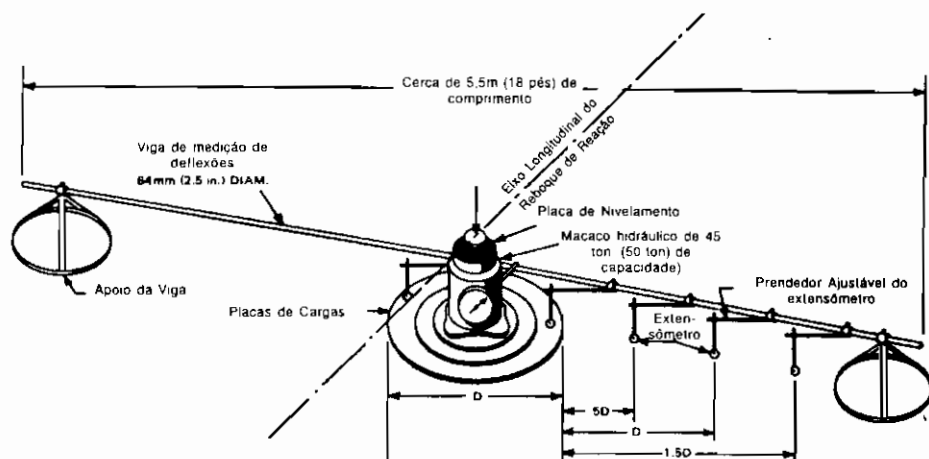 Cerca de 5,5m (18 pés) de
comprimento
Eixo Longitudinal do
Reboque de Reação
Viga de medição de
deflexões
64mm (2.5 in.) DIAM.
Placa de Nivelamento
Macaco hidráulico de 45
ton (50 ton) de
capacidade)
Apoio da Viga
Prendedor Ajustável do
extensômetro
Placas de Cargas
Exten-
sômetro
D
5D
D
1.5D